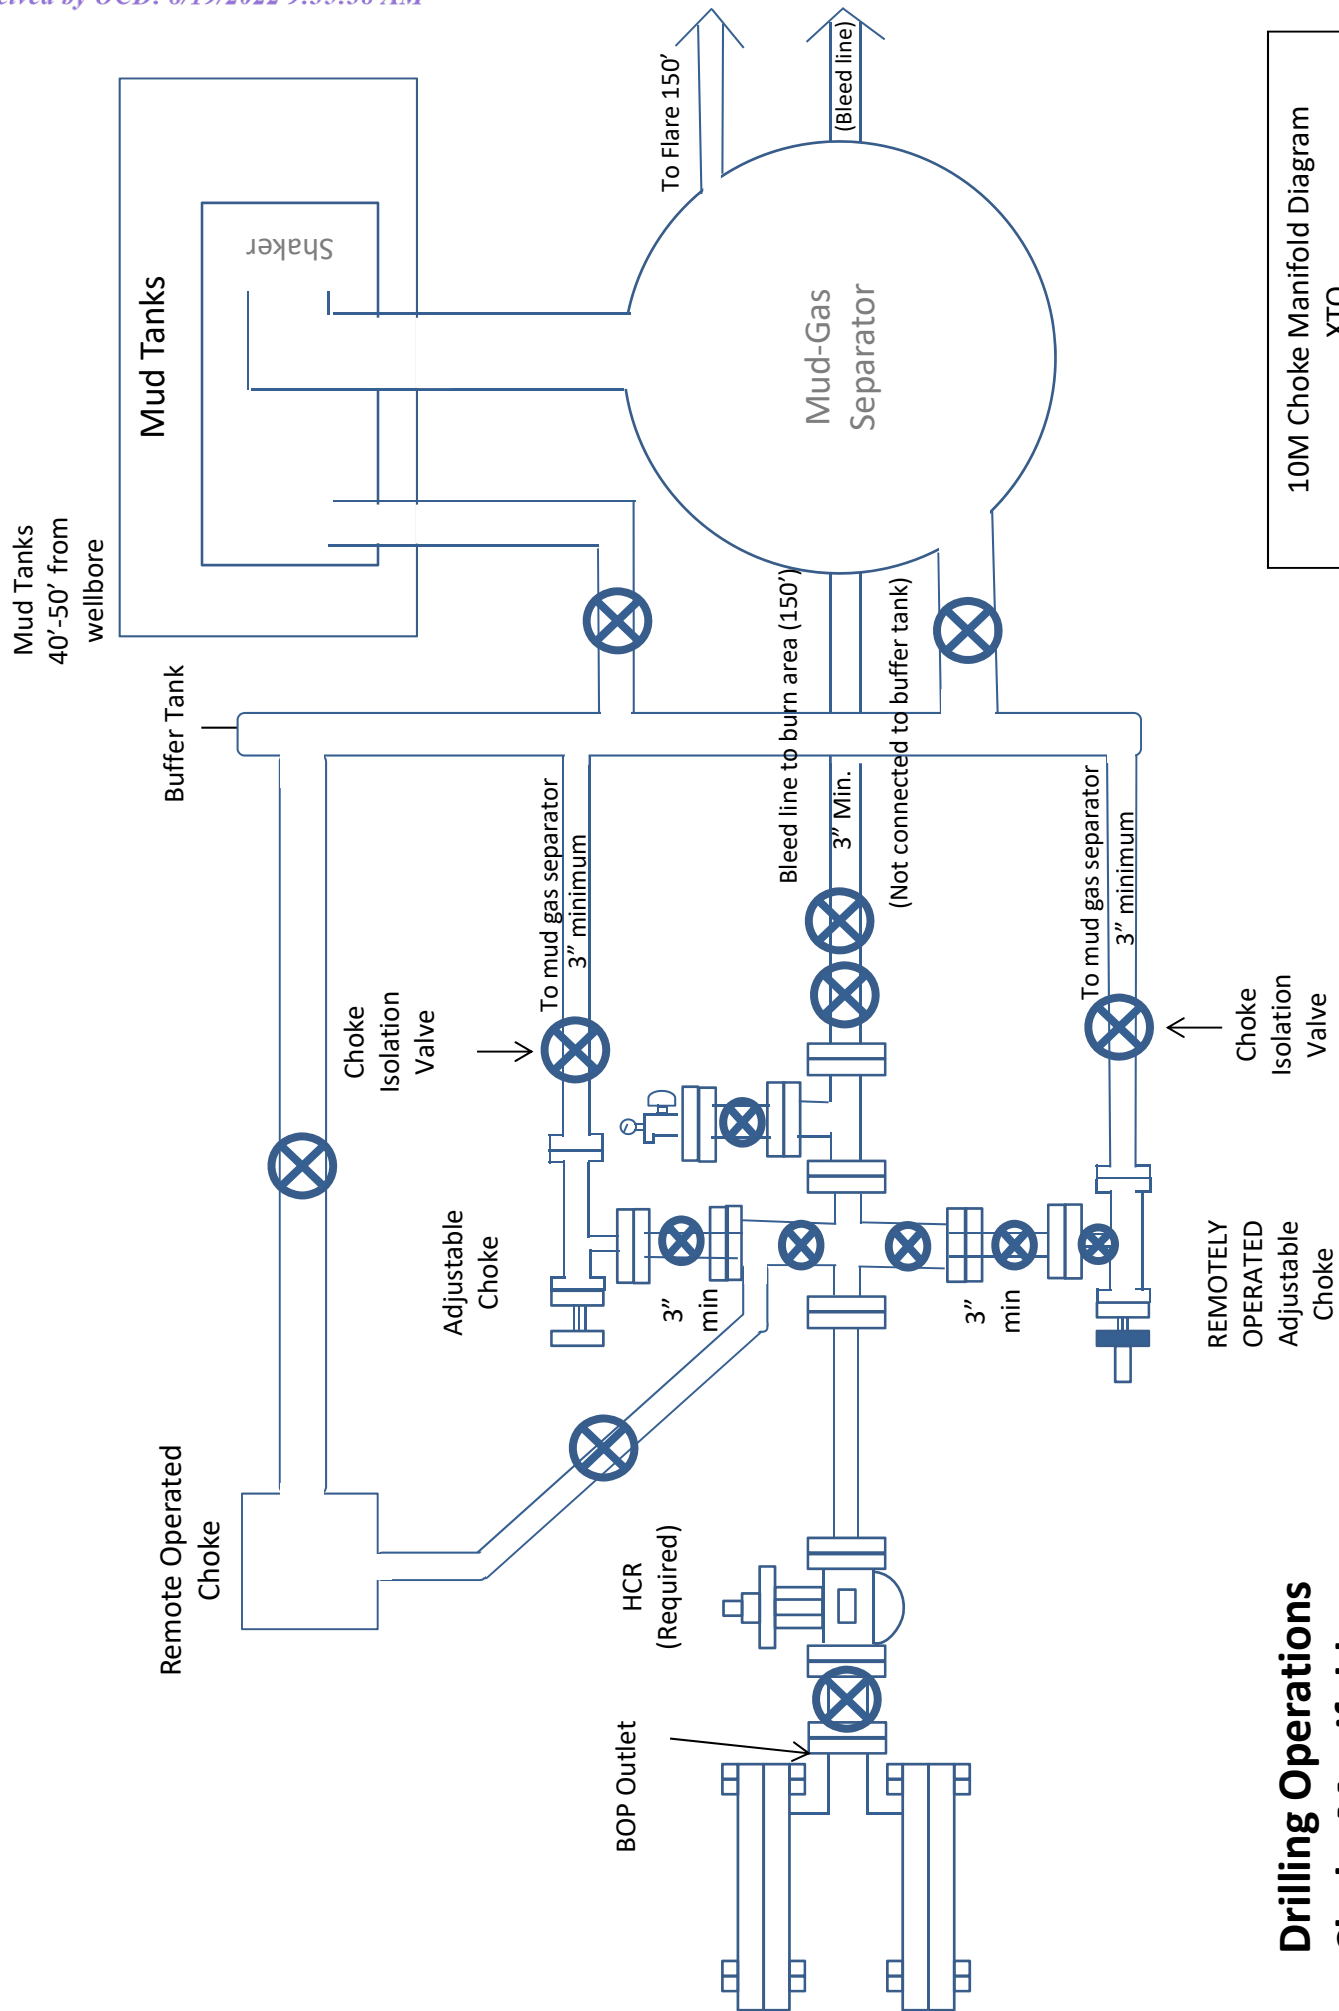 Mud Tanks
40’-50’ from
wellbore
Mud Tanks
Shaker
To Flare 150’
(Bleed line)
Mud-Gas
Separator
Buffer Tank
Bleed line to burn area (150’)
3” Min.
(Not connected to buffer tank)
To mud gas separator
3” minimum
To mud gas separator
3” minimum
Choke
Isolation
Valve
Choke
Isolation
Valve
Adjustable
Choke
3”
min
3”
min
REMOTELY
OPERATED
Adjustable
Choke
Remote Operated
Choke
HCR
(Required)
BOP Outlet
10M Choke Manifold Diagram
XTO
Drilling Operations